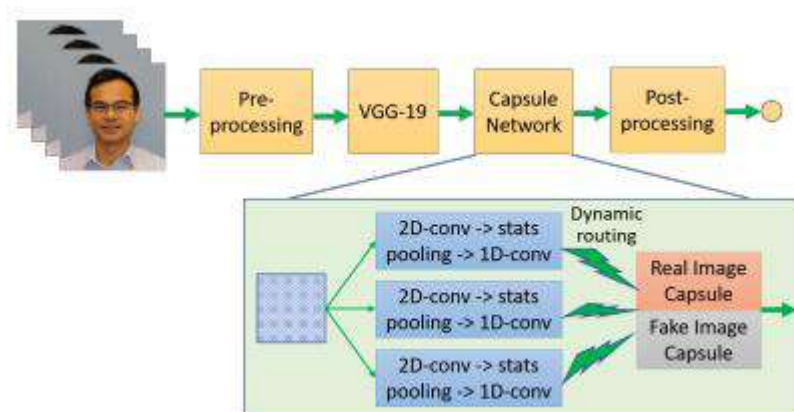 Pre-
processing
VGG-19
Capsule
Network
Post-
processing
2D-conv -> stats
pooling -> 1D-conv
2D-conv -> stats
pooling -> 1D-conv
2D-conv -> stats
pooling -> 1D-conv
Dynamic
routing
Real Image
Capsule
Fake Image
Capsule